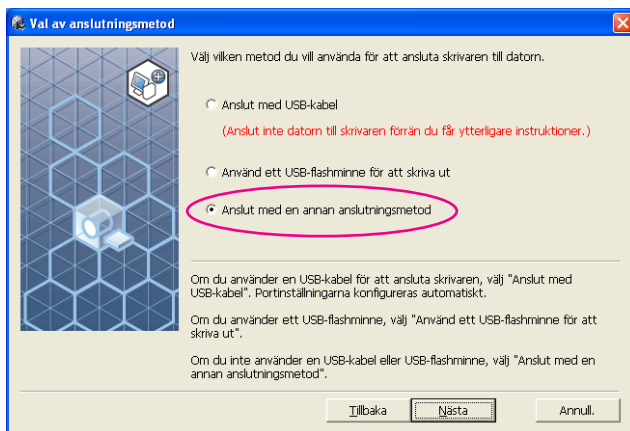 Val av anslutningsmetod
Välj vilken metod du vill använda för att ansluta skrivaren till datorn.
Anslut med USB-kabel
(Anslut inte datorn till skrivaren förrän du får ytterligare instruktioner.)
Använd ett USB-flashminne för att skriva ut
Anslut med en annan anslutningsmetod
Om du använder en USB-kabel för att ansluta skrivaren, välj "Anslut med
USB-kabel". Portinställningarna konfigureras automatiskt.
Om du använder ett USB-flashminne, välj "Använd ett USB-flashminne för att
skriva ut".
Om du inte använder en USB-kabel eller USB-flashminne, välj "Anslut med en
annan anslutningsmetod".
Tillbaka
Nästa
Annull.